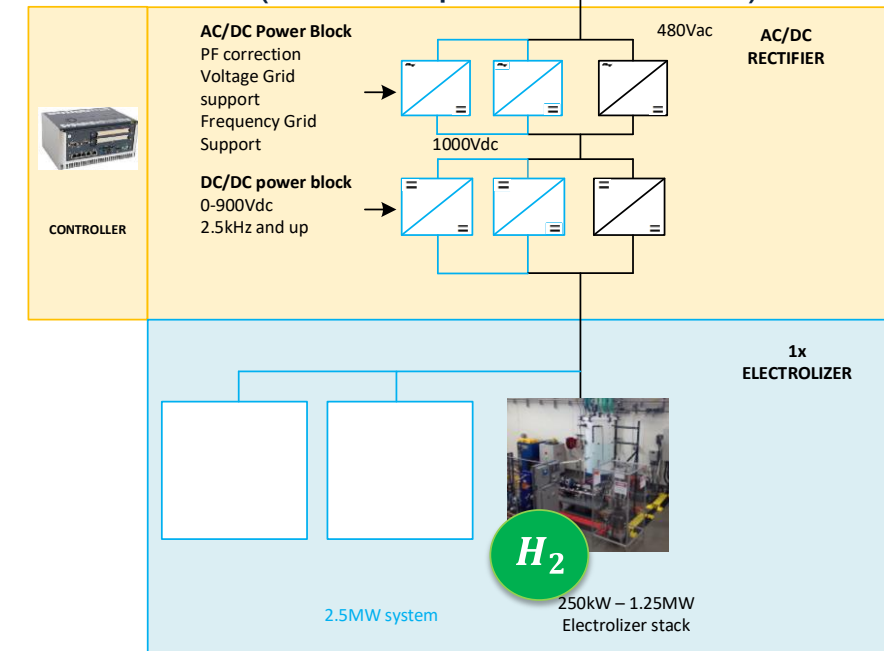 480Vac
AC/DC
RECTIFIER
AC/DC Power Block
PF correction
Voltage Grid
support
Frequency Grid
Support
1000Vdc
DC/DC power block
0-900Vdc
2.5kHz and up
CONTROLLER
1x
ELECTROLIZER
H2
2.5MW system
250kW – 1.25MW
Electrolizer stack